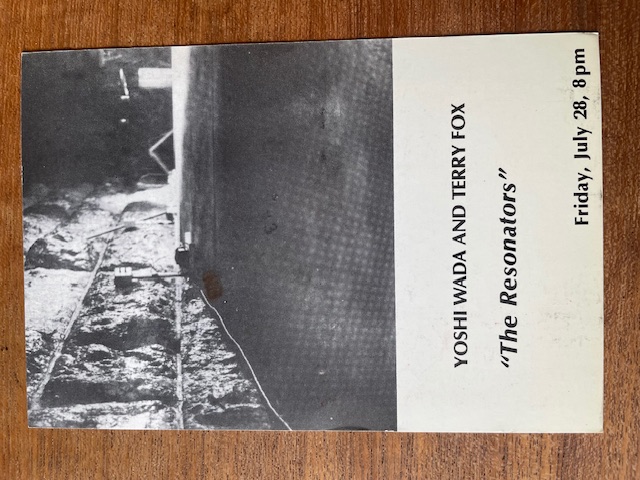 YOSHI WADA AND TERRY FOX
"The Resonators"
Friday, July 28, 8pm